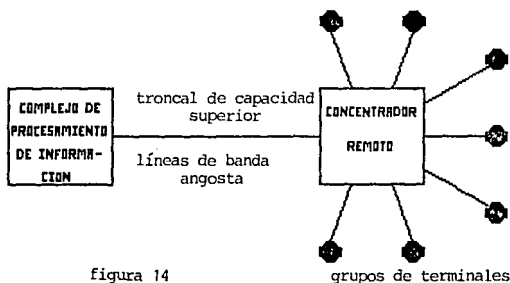 COMPLEJO DE
PROCESAMIENTO
DE INFORMA-
CION
troncal de capacidad
superior
líneas de banda
angosta
CONCENTRADOR
REMOTO
figura 14
grupos de terminales